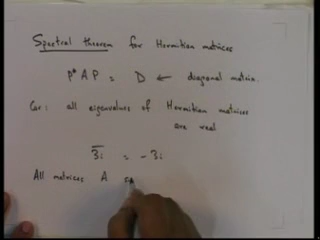 Spectral theorem for Hermitian matrices
P* A P = D ← diagonal matrix.
Cor: all eigenvalues of Hermitian matrices
are real
3i = -3i
All matrices A